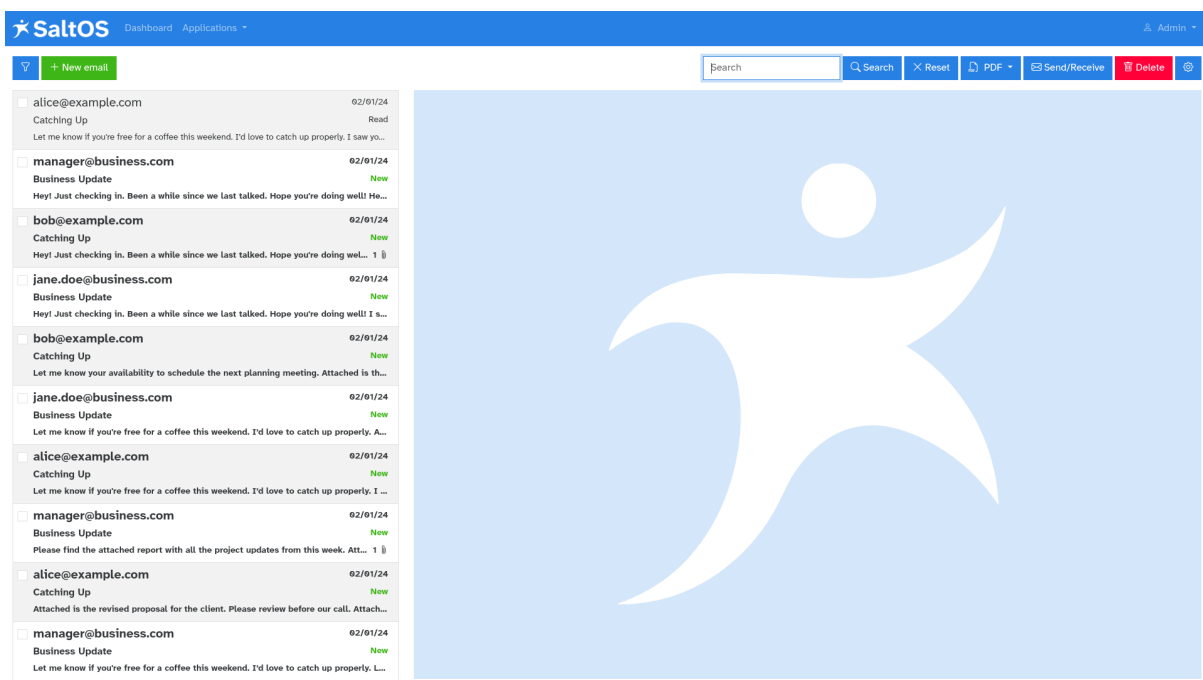 SaltOS Dashboard Applications Admin
+ New email Search Search Reset PDF Send/Receive Delete
alice@example.com 02/01/24
Catching Up Read
Let me know if you're free for a coffee this weekend. I'd love to catch up properly. I saw yo...
manager@business.com 02/01/24
Business Update New
Hey! Just checking in. Been a while since we last talked. Hope you're doing well! He...
bob@example.com 02/01/24
Catching Up New
Hey! Just checking in. Been a while since we last talked. Hope you're doing wel... 1
jane.doe@business.com 02/01/24
Business Update New
Hey! Just checking in. Been a while since we last talked. Hope you're doing well! I s...
bob@example.com 02/01/24
Catching Up New
Let me know your availability to schedule the next planning meeting. Attached is th...
jane.doe@business.com 02/01/24
Business Update New
Let me know if you're free for a coffee this weekend. I'd love to catch up properly. A...
alice@example.com 02/01/24
Catching Up New
Let me know if you're free for a coffee this weekend. I'd love to catch up properly. I ...
manager@business.com 02/01/24
Business Update New
Please find the attached report with all the project updates from this week. Att... 1
alice@example.com 02/01/24
Catching Up New
Attached is the revised proposal for the client. Please review before our call. Attach...
manager@business.com 02/01/24
Business Update New
Let me know if you're free for a coffee this weekend. I'd love to catch up properly. L...